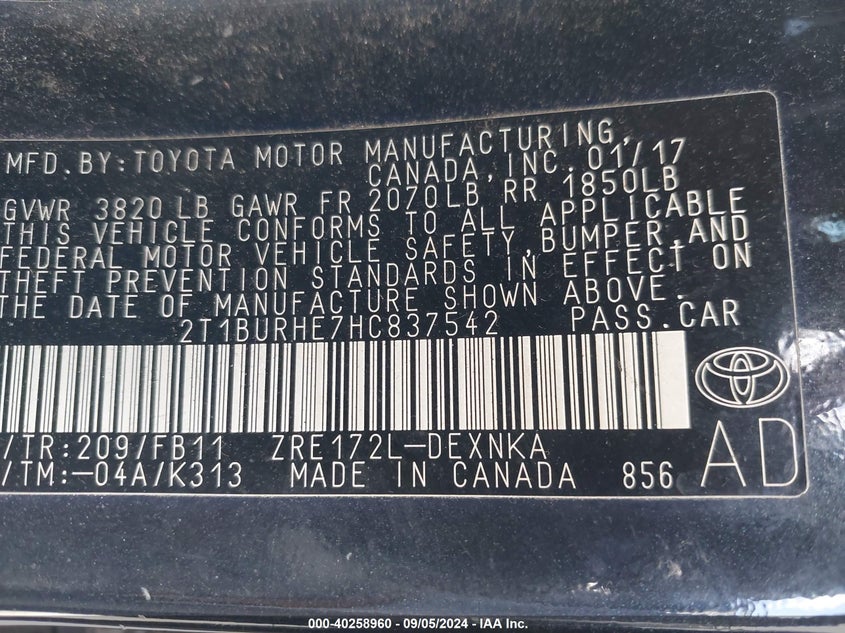 MFD.BY:TOYOTA MOTOR MANUFACTURING,
CANADA,INC.01/17
GVWR 3820 LB GAWR FR 2070LB RR 1850LB
THIS VEHICLE CONFORMS TO ALL APPLICABLE
FEDERAL MOTOR VEHICLE SAFETY,BUMPER,AND
THEFT PREVENTION STANDARDS IN EFFECT ON
THE DATE OF MANUFACTURE SHOWN ABOVE.
2T1BURHE7HC837542 PASS.CAR
/TR:209/FB11 ZRE172L-DEXNKA
/TM:-04A/K313 MADE IN CANADA 856 AD
000-40258960 - 09/05/2024 - IAA Inc.